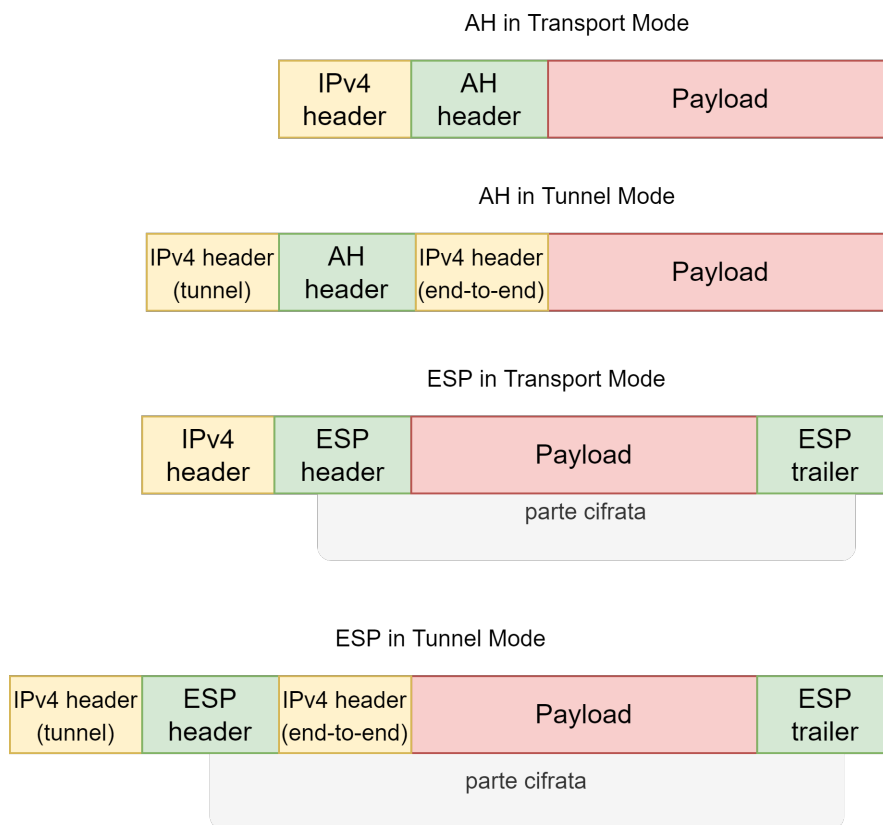 AH in Transport Mode
IPv4 header
AH header
Payload
AH in Tunnel Mode
IPv4 header (tunnel)
AH header
IPv4 header (end-to-end)
Payload
ESP in Transport Mode
IPv4 header
ESP header
Payload
ESP trailer
parte cifrata
ESP in Tunnel Mode
IPv4 header (tunnel)
ESP header
IPv4 header (end-to-end)
Payload
ESP trailer
parte cifrata